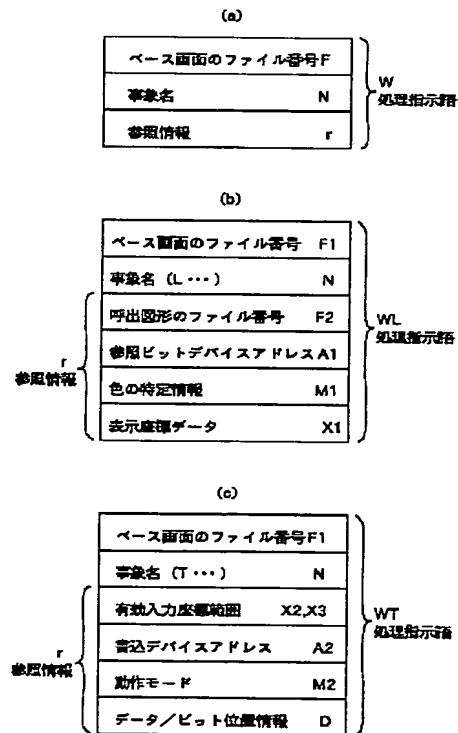 (a)
ベース画面のファイル番号F
事象名 N
参照情報 r
W
処理指示語
(b)
ベース画面のファイル番号 F1
事象名 (L・・・) N
呼出図形のファイル番号 F2
参照ビットデバイスアドレスA1
色の特定情報 M1
表示座標データ X1
r
参照情報
WL
処理指示語
(c)
ベース画面のファイル番号F1
事象名 (T・・・) N
有効入力座標範囲 X2,X3
書込デバイスアドレス A2
動作モード M2
データ/ビット位置情報 D
r
参照情報
WT
処理指示語